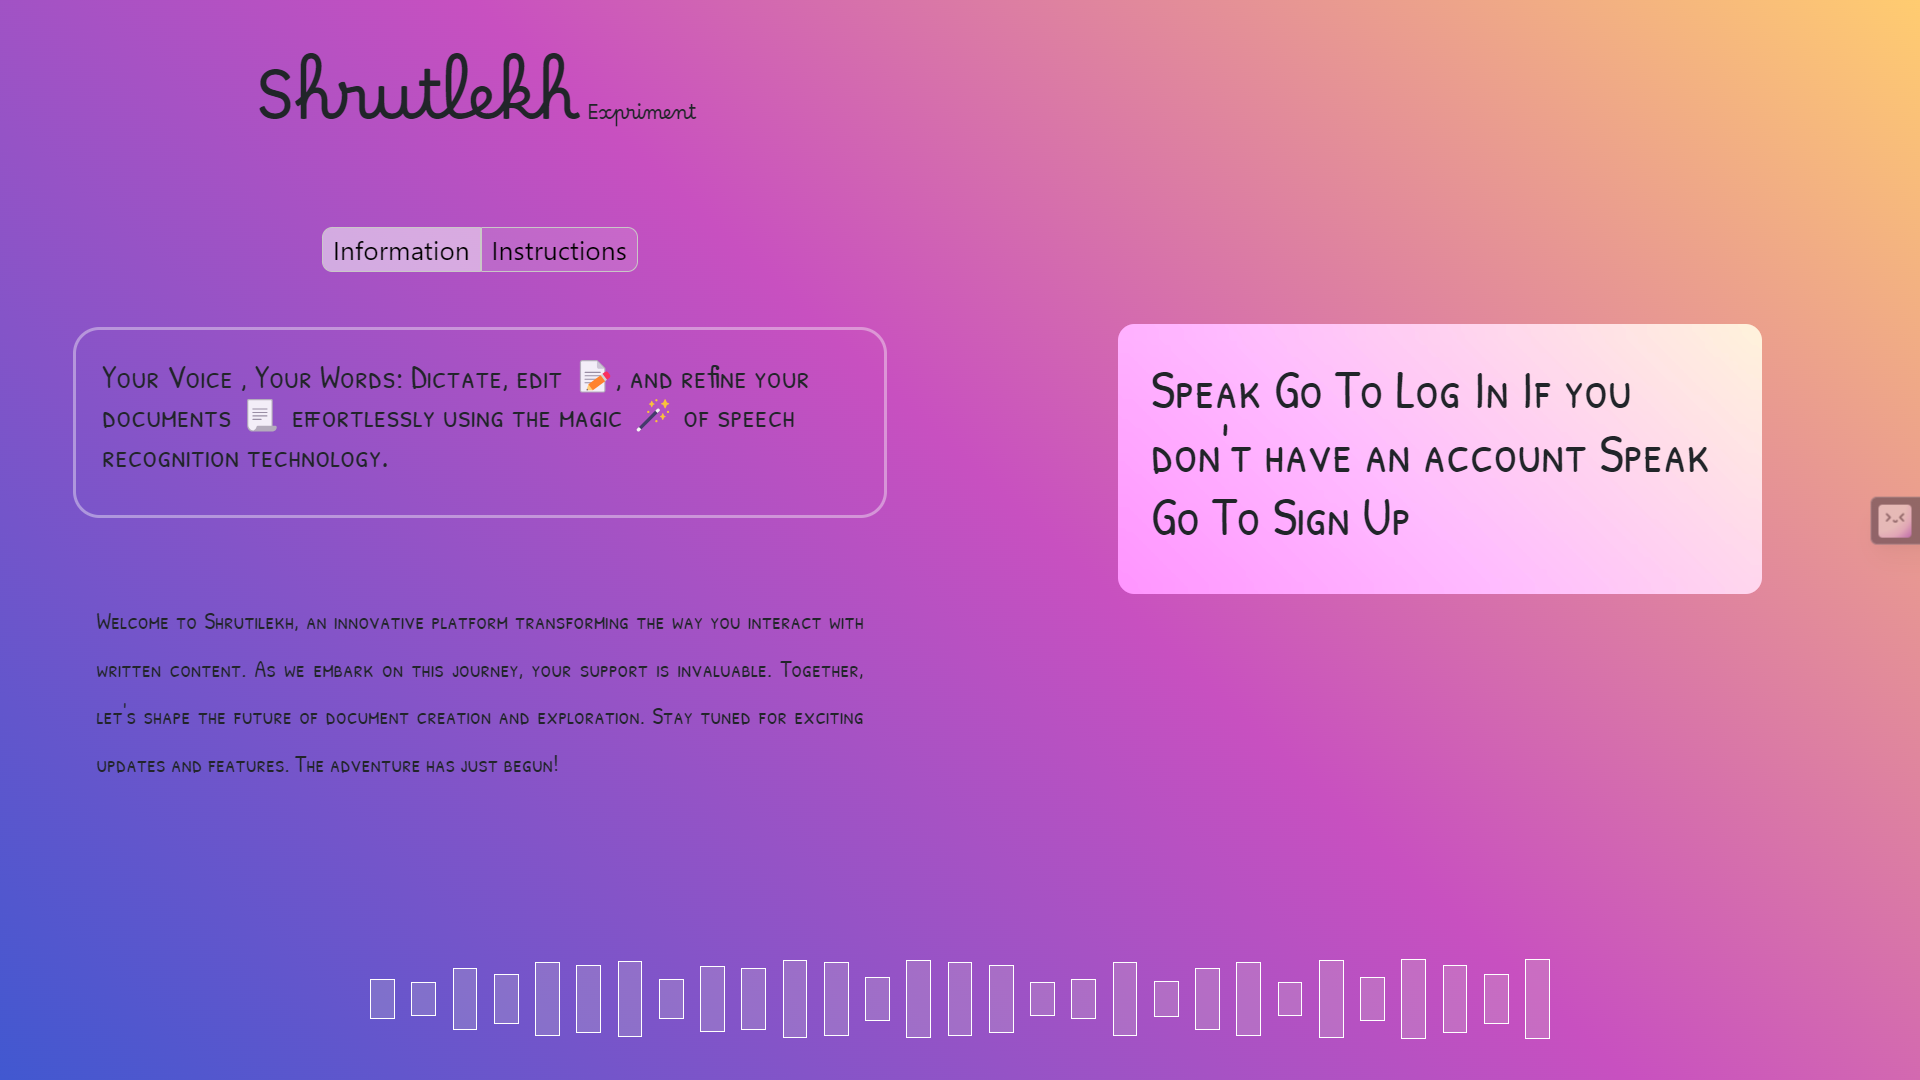 Shrutlekh Expriment
Information Instructions
Your Voice , Your Words: Dictate, edit 📝, and refine your
documents 📜 effortlessly using the magic 🪄 of speech
recognition technology.
Welcome to Shrutilekh, an innovative platform transforming the way you interact with
written content. As we embark on this journey, your support is invaluable. Together,
let's shape the future of document creation and exploration. Stay tuned for exciting
updates and features. The adventure has just begun!
Speak Go To Log In If you
don't have an account Speak
Go To Sign Up